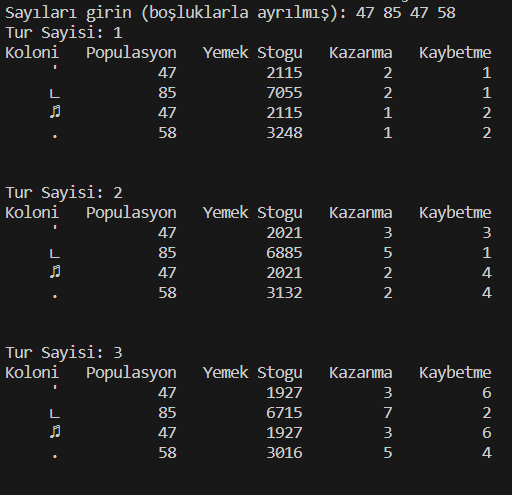 Sayıları girin (boşluklarla ayrılmış): 47 85 47 58
Tur Sayisi: 1
Koloni Populasyon Yemek Stogu Kazanma Kaybetme
' 47 2115 2 1
ㄴ 85 7055 2 1
♬ 47 2115 1 2
. 58 3248 1 2
Tur Sayisi: 2
Koloni Populasyon Yemek Stogu Kazanma Kaybetme
' 47 2021 3 3
ㄴ 85 6885 5 1
♬ 47 2021 2 4
. 58 3132 2 4
Tur Sayisi: 3
Koloni Populasyon Yemek Stogu Kazanma Kaybetme
' 47 1927 3 6
ㄴ 85 6715 7 2
♬ 47 1927 3 6
. 58 3016 5 4